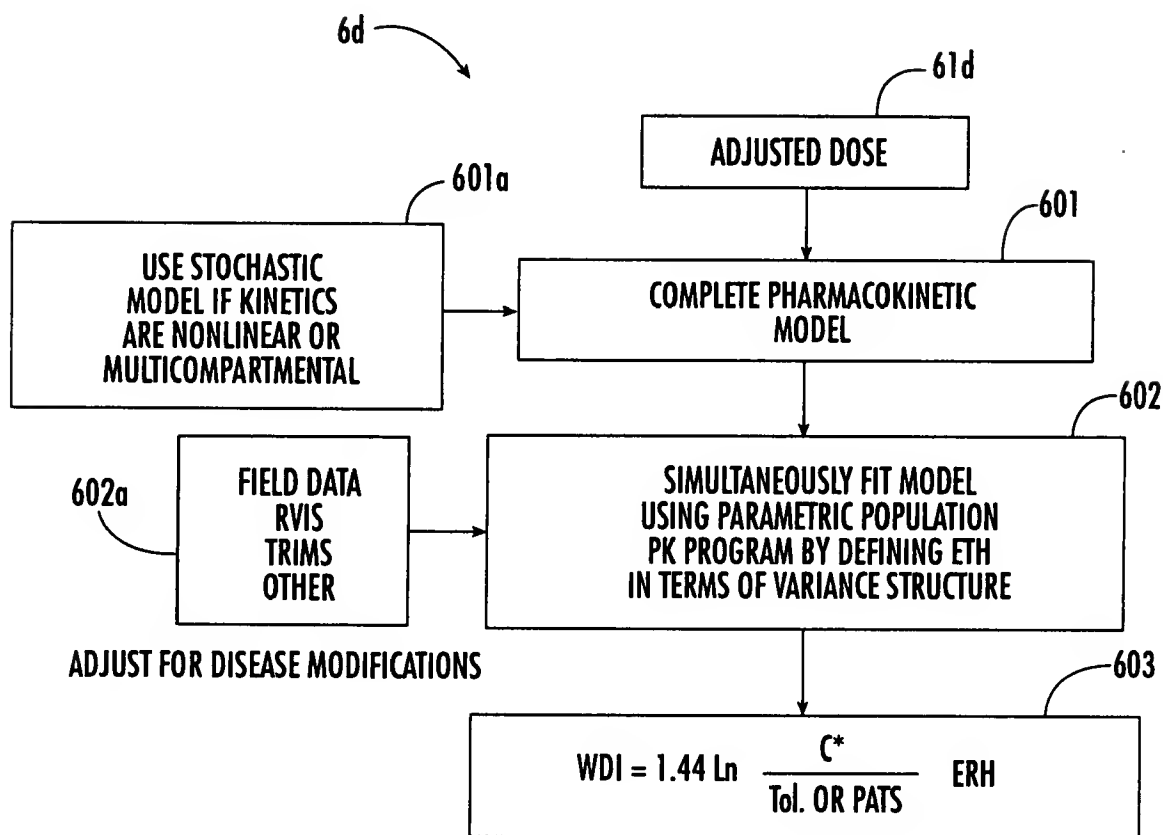 6d
61d
ADJUSTED DOSE
601a
USE STOCHASTIC
MODEL IF KINETICS
ARE NONLINEAR OR
MULTICOMPARTMENTAL
601
COMPLETE PHARMACOKINETIC
MODEL
602a
FIELD DATA
RVIS
TRIMS
OTHER
602
SIMULTANEOUSLY FIT MODEL
USING PARAMETRIC POPULATION
PK PROGRAM BY DEFINING ETH
IN TERMS OF VARIANCE STRUCTURE
ADJUST FOR DISEASE MODIFICATIONS
603
WDI = 1.44 Ln C* / Tol. OR PATS ERH